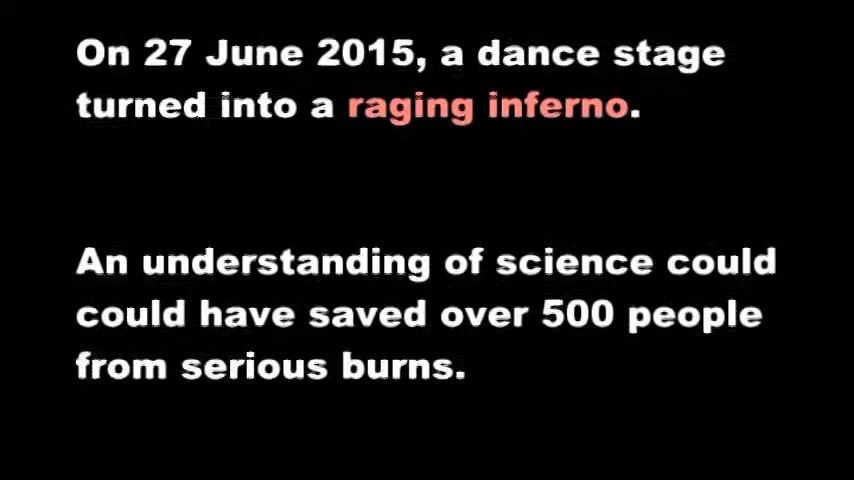 On 27 June 2015, a dance stage
turned into a raging inferno.
An understanding of science could
could have saved over 500 people
from serious burns.